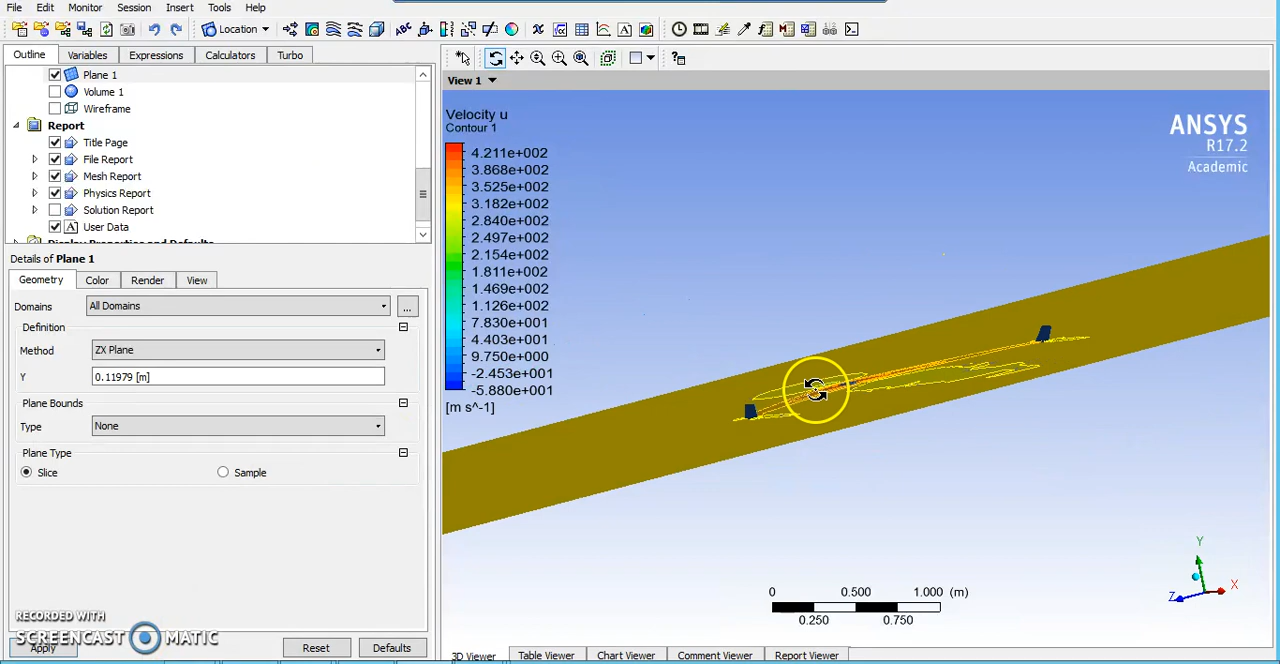 File Edit Monitor Session Insert Tools Help
Location
Outline Variables Expressions Calculators Turbo
Plane 1
Volume 1
Wireframe
Report
Title Page
File Report
Mesh Report
Physics Report
Solution Report
User Data
Display Properties and Defaults
Details of Plane 1
Geometry Color Render View
Domains All Domains ...
Definition
Method ZX Plane
Y 0.11979 [m]
Plane Bounds
Type None
Plane Type
Slice Sample
RECORDED WITH
SCREENCAST MATIC
Apply Reset Defaults
View 1
Velocity u
Contour 1
4.211e+002
3.868e+002
3.525e+002
3.182e+002
2.840e+002
2.497e+002
2.154e+002
1.811e+002
1.469e+002
1.126e+002
7.830e+001
4.403e+001
9.750e+000
-2.453e+001
-5.880e+001
[m s^-1]
ANSYS
R17.2
Academic
0 0.500 1.000 (m)
0.250 0.750
Y
X
Z
3D Viewer Table Viewer Chart Viewer Comment Viewer Report Viewer